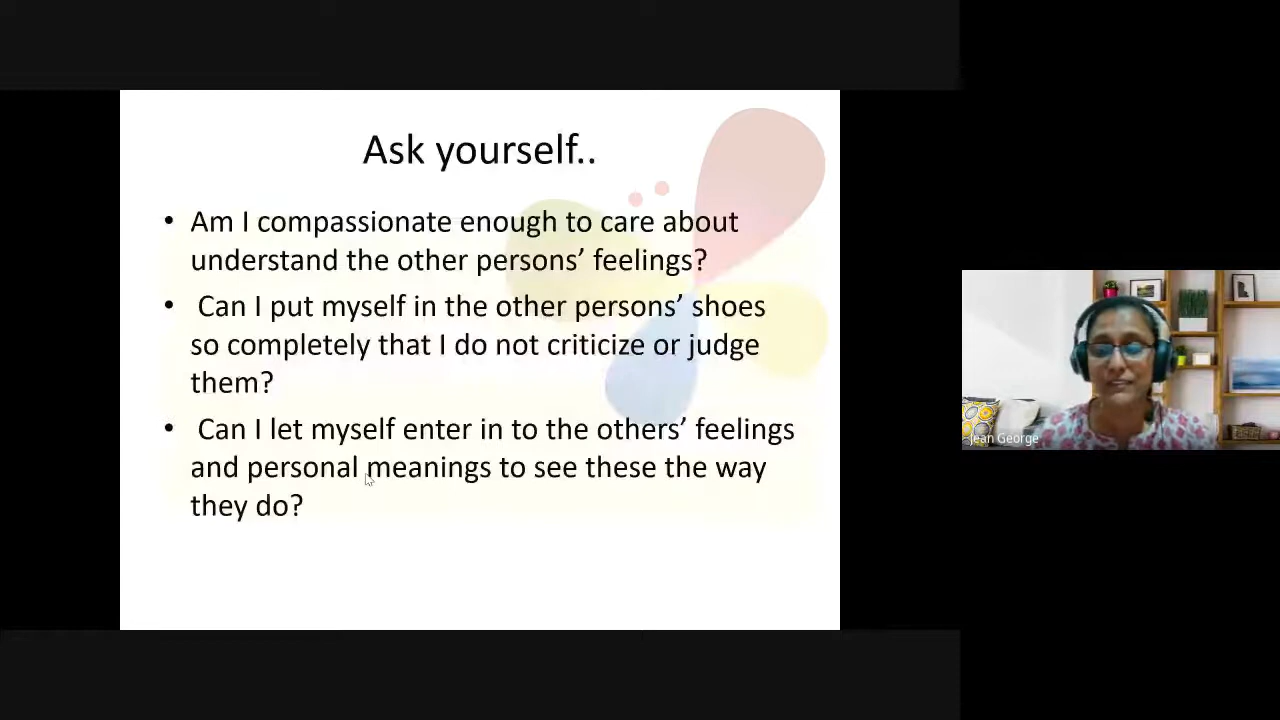 Ask yourself..
• Am I compassionate enough to care about
understand the other persons’ feelings?
• Can I put myself in the other persons’ shoes
so completely that I do not criticize or judge
them?
• Can I let myself enter in to the others’ feelings
and personal meanings to see these the way
they do?
Jean George